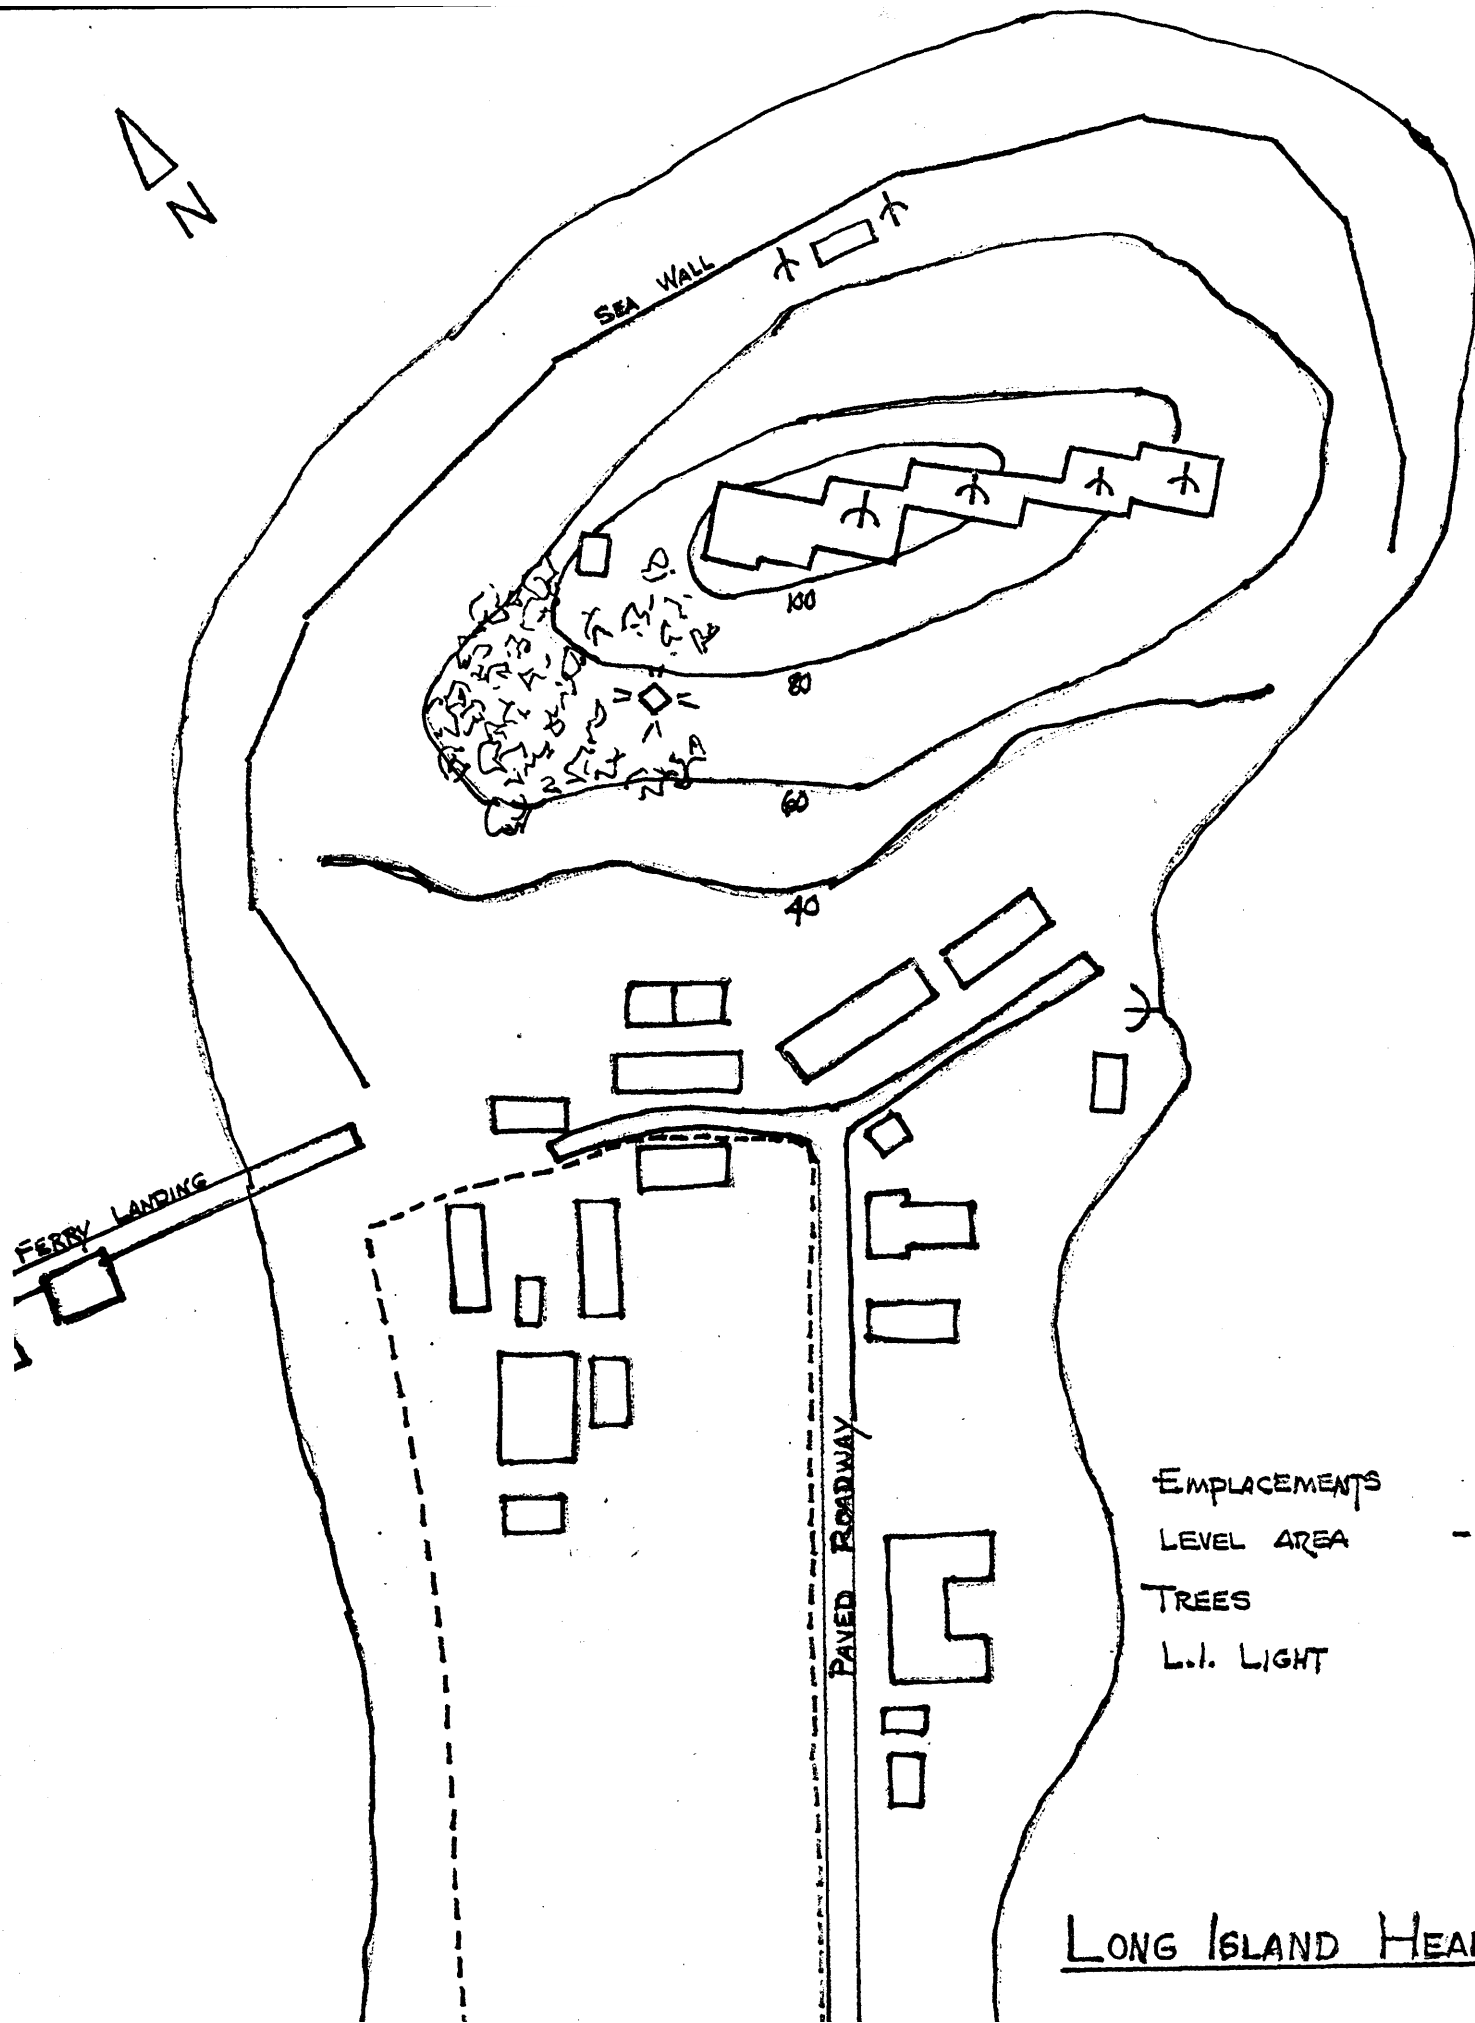 N
SEA WALL
100
80
60
40
FERRY LANDING
PAVED ROADWAY
EMPLACEMENTS
LEVEL AREA -
TREES
L.I. LIGHT
LONG ISLAND HEA